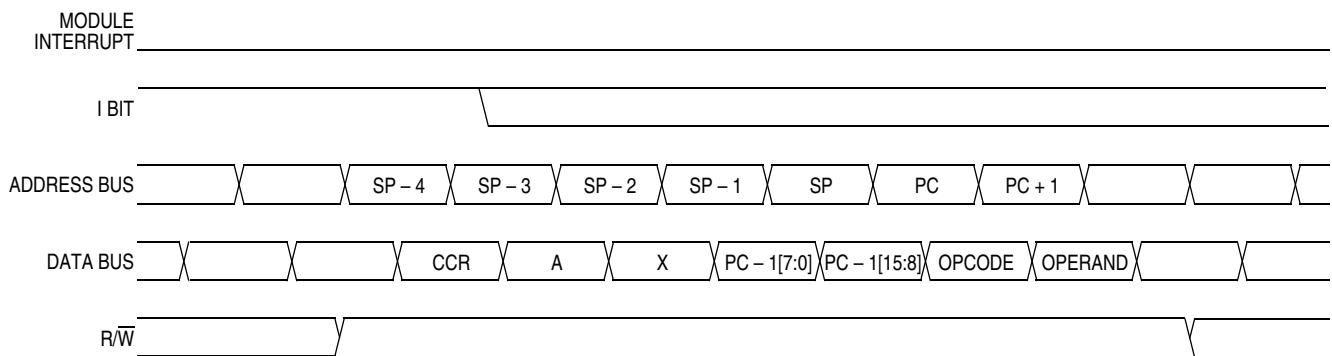 MODULE
INTERRUPT
I BIT
ADDRESS BUS SP – 4 SP – 3 SP – 2 SP – 1 SP PC PC + 1
DATA BUS CCR A X PC – 1[7:0] PC – 1[15:8] OPCODE OPERAND
R/W̅